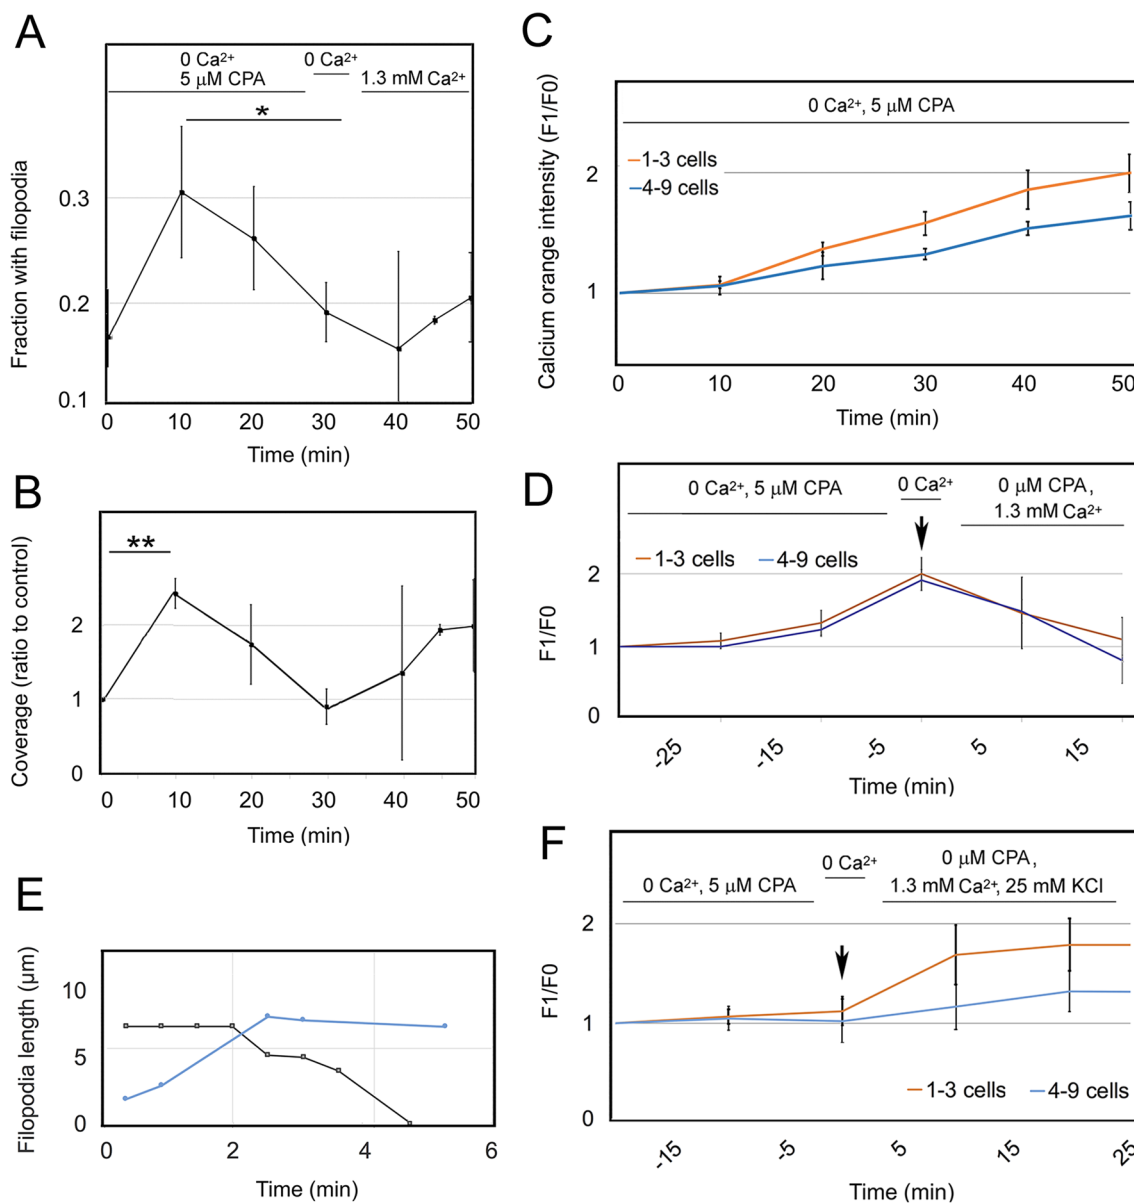 A
0 Ca²⁺
5 µM CPA
0 Ca²⁺
1.3 mM Ca²⁺
*
Fraction with filopodia
0.3
0.2
0.1
0 10 20 30 40 50
Time (min)
B
**
Coverage (ratio to control)
2
1
0
0 10 20 30 40 50
Time (min)
E
Filopodia length (µm)
10
5
0
0 2 4 6
Time (min)
C
0 Ca²⁺, 5 µM CPA
1-3 cells
4-9 cells
Calcium orange intensity (F1/F0)
2
1
0 10 20 30 40 50
Time (min)
D
0 Ca²⁺, 5 µM CPA
0 Ca²⁺
0 µM CPA,
1.3 mM Ca²⁺
1-3 cells 4-9 cells
F1/F0
2
1
0
-25 -15 -5 5 15
Time (min)
F
0 Ca²⁺, 5 µM CPA
0 Ca²⁺
0 µM CPA,
1.3 mM Ca²⁺, 25 mM KCl
F1/F0
2
1
0
1-3 cells 4-9 cells
-15 -5 5 15 25
Time (min)